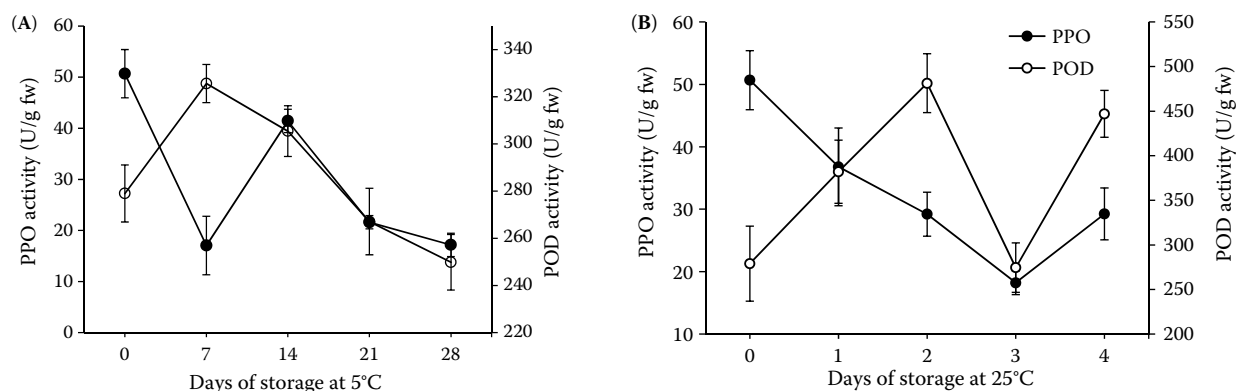 (A)
60
50
40
30
20
10
0
PPO activity (U/g fw)
340
320
300
280
260
240
220
POD activity (U/g fw)
0 7 14 21 28
Days of storage at 5°C
(B)
60
50
40
30
20
10
PPO activity (U/g fw)
PPO
POD
550
500
450
400
350
300
250
200
POD activity (U/g fw)
0 1 2 3 4
Days of storage at 25°C